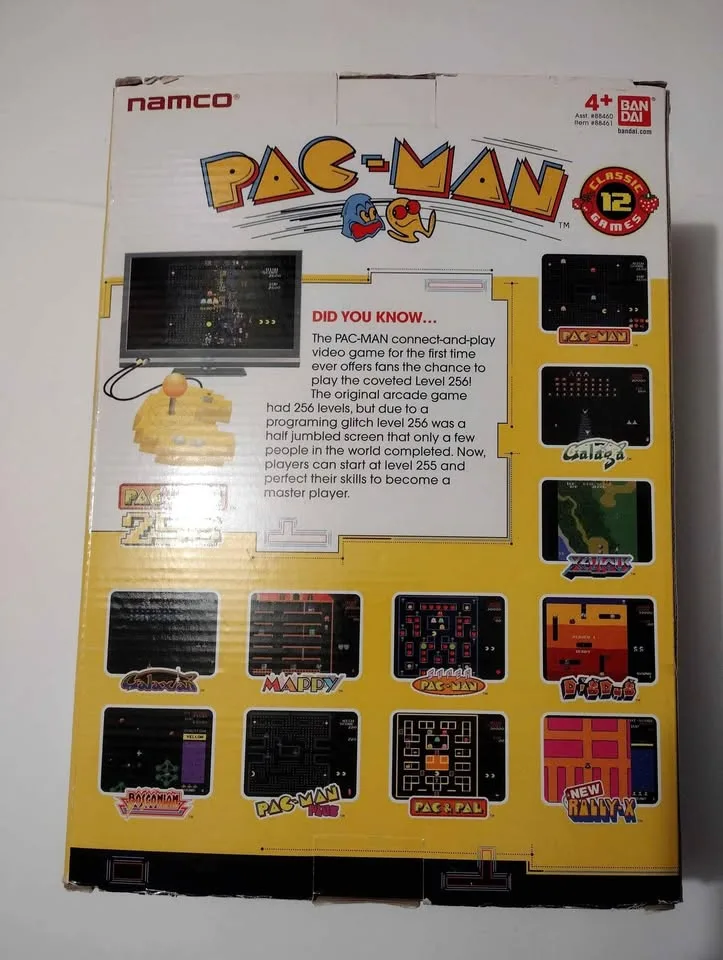 namco®
4+
Asst. #88460
Item #88461
BAN
DAI
bandai.com
PAC-MAN
TM
CLASSIC
12
GAMES
DID YOU KNOW...
The PAC-MAN connect-and-play
video game for the first time
ever offers fans the chance to
play the coveted Level 256!
The original arcade game
had 256 levels, but due to a
programing glitch level 256 was a
half jumbled screen that only a few
people in the world completed. Now,
players can start at level 255 and
perfect their skills to become a
master player.
PAC-MAN
Galaga
XEVIOUS
PAC-MAN
256
Galaxian
MAPPY
PAC-MAN
DIG DUG
BOSCONIAN
PAC-MAN PLUS
PAC & PAL
NEW
RALLY-X